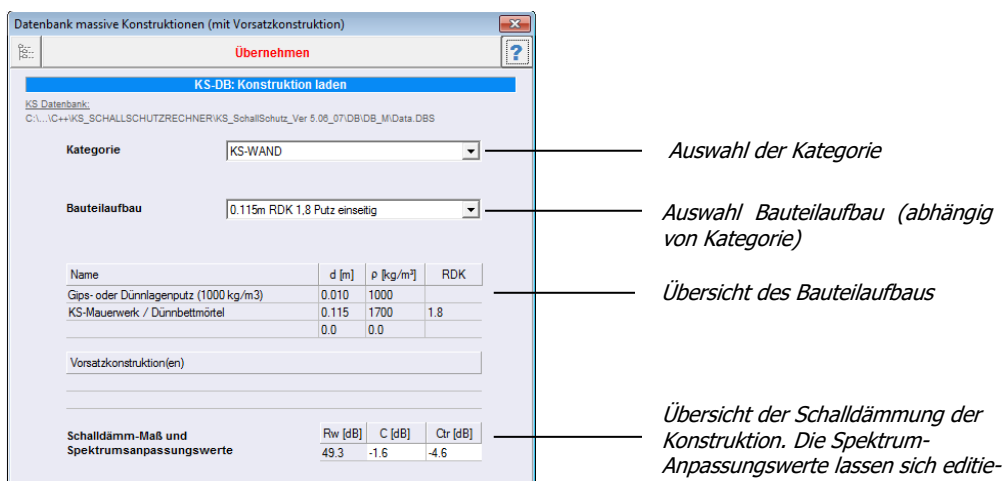 Datenbank massive Konstruktionen (mit Vorsatzkonstruktion)
Übernehmen
?
KS-DB: Konstruktion laden
KS Datenbank:
C:\...\C++\KS_SCHALLSCHUTZRECHNER\KS_SchallSchutz_Ver 5.06_07\DB\DB_M\Data.DBS
Kategorie KS-WAND
Auswahl der Kategorie
Bauteilaufbau 0.115m RDK 1,8 Putz einseitig
Auswahl Bauteilaufbau (abhängig
von Kategorie)
Name d [m] ρ [kg/m³] RDK
Gips- oder Dünnlagenputz (1000 kg/m3) 0.010 1000
KS-Mauerwerk / Dünnbettmörtel 0.115 1700 1.8
0.0 0.0
Übersicht des Bauteilaufbaus
Vorsatzkonstruktion(en)
Schalldämm-Maß und
Spektrumsanpassungswerte
Rw [dB] C [dB] Ctr [dB]
49.3 -1.6 -4.6
Übersicht der Schalldämmung der
Konstruktion. Die Spektrum-
Anpassungswerte lassen sich editie-